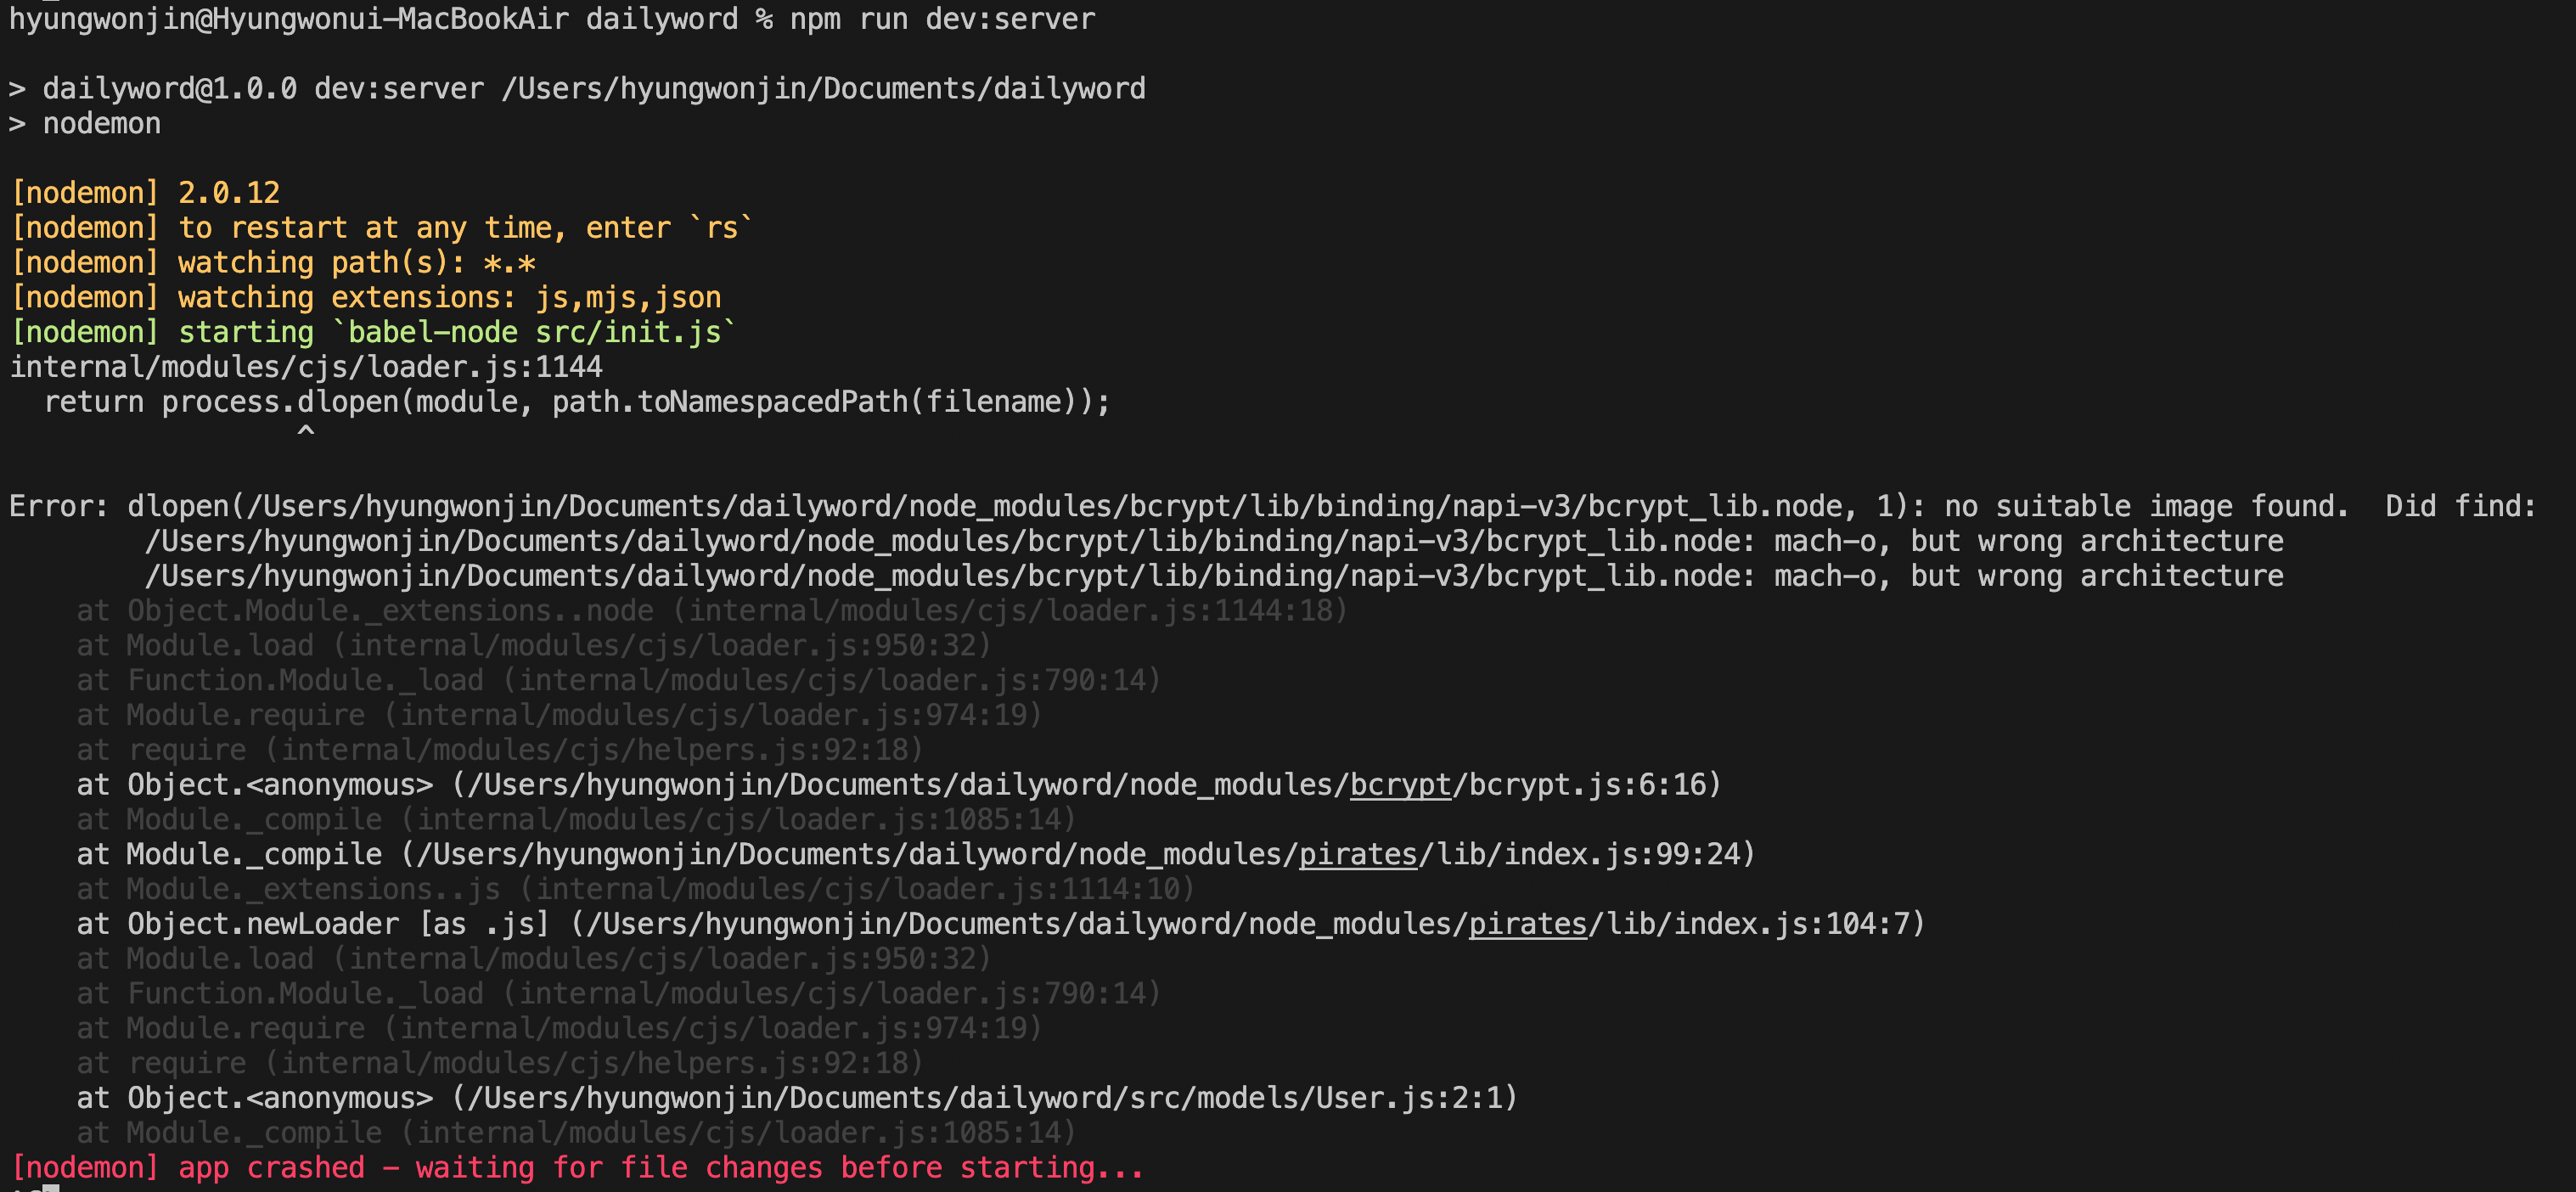 hyungwonjin@Hyungwonui-MacBookAir dailyword % npm run dev:server
> dailyword@1.0.0 dev:server /Users/hyungwonjin/Documents/dailyword
> nodemon
[nodemon] 2.0.12
[nodemon] to restart at any time, enter `rs`
[nodemon] watching path(s): *.*
[nodemon] watching extensions: js,mjs,json
[nodemon] starting `babel-node src/init.js`
internal/modules/cjs/loader.js:1144
  return process.dlopen(module, path.toNamespacedPath(filename));
                 ^
Error: dlopen(/Users/hyungwonjin/Documents/dailyword/node_modules/bcrypt/lib/binding/napi-v3/bcrypt_lib.node, 1): no suitable image found.  Did find:
        /Users/hyungwonjin/Documents/dailyword/node_modules/bcrypt/lib/binding/napi-v3/bcrypt_lib.node: mach-o, but wrong architecture
        /Users/hyungwonjin/Documents/dailyword/node_modules/bcrypt/lib/binding/napi-v3/bcrypt_lib.node: mach-o, but wrong architecture
    at Object.Module._extensions..node (internal/modules/cjs/loader.js:1144:18)
    at Module.load (internal/modules/cjs/loader.js:950:32)
    at Function.Module._load (internal/modules/cjs/loader.js:790:14)
    at Module.require (internal/modules/cjs/loader.js:974:19)
    at require (internal/modules/cjs/helpers.js:92:18)
    at Object.<anonymous> (/Users/hyungwonjin/Documents/dailyword/node_modules/bcrypt/bcrypt.js:6:16)
    at Module._compile (internal/modules/cjs/loader.js:1085:14)
    at Module._compile (/Users/hyungwonjin/Documents/dailyword/node_modules/pirates/lib/index.js:99:24)
    at Module._extensions..js (internal/modules/cjs/loader.js:1114:10)
    at Object.newLoader [as .js] (/Users/hyungwonjin/Documents/dailyword/node_modules/pirates/lib/index.js:104:7)
    at Module.load (internal/modules/cjs/loader.js:950:32)
    at Function.Module._load (internal/modules/cjs/loader.js:790:14)
    at Module.require (internal/modules/cjs/loader.js:974:19)
    at require (internal/modules/cjs/helpers.js:92:18)
    at Object.<anonymous> (/Users/hyungwonjin/Documents/dailyword/src/models/User.js:2:1)
    at Module._compile (internal/modules/cjs/loader.js:1085:14)
[nodemon] app crashed - waiting for file changes before starting...